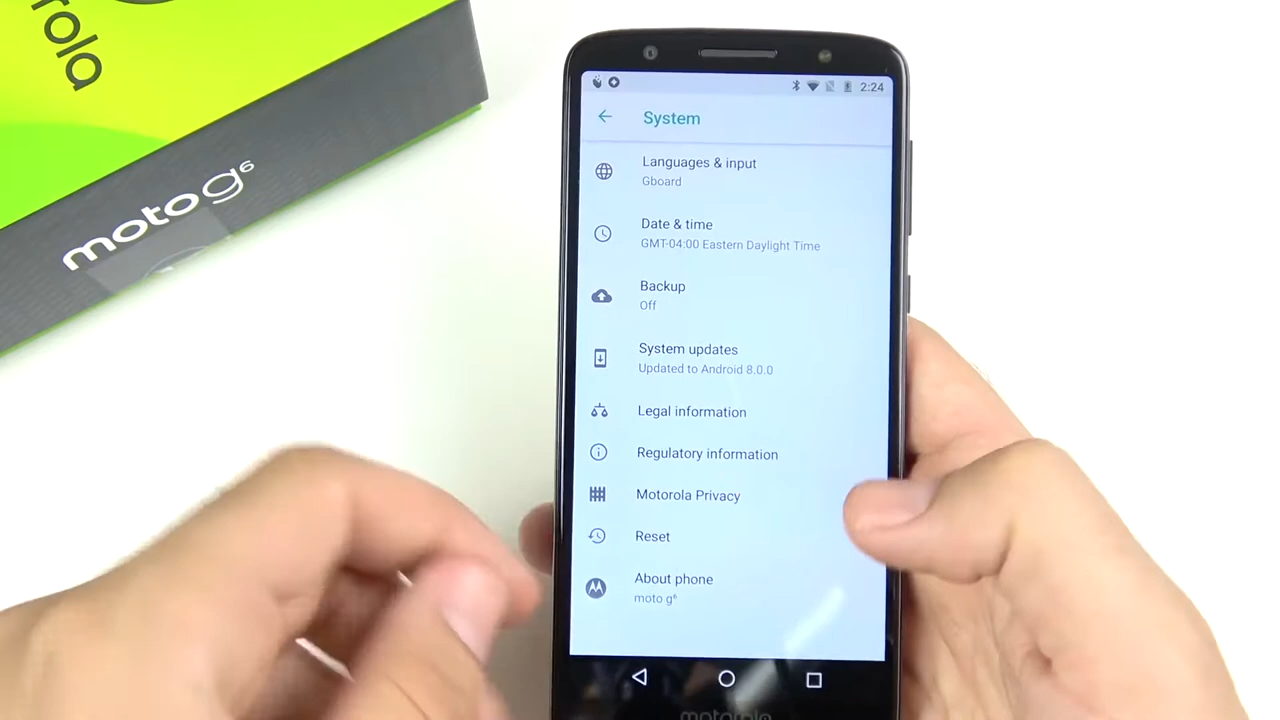 rola
moto g6
2:24
System
Languages & input
Gboard
Date & time
GMT-04:00 Eastern Daylight Time
Backup
Off
System updates
Updated to Android 8.0.0
Legal information
Regulatory information
Motorola Privacy
Reset
About phone
moto g⁶
motorola